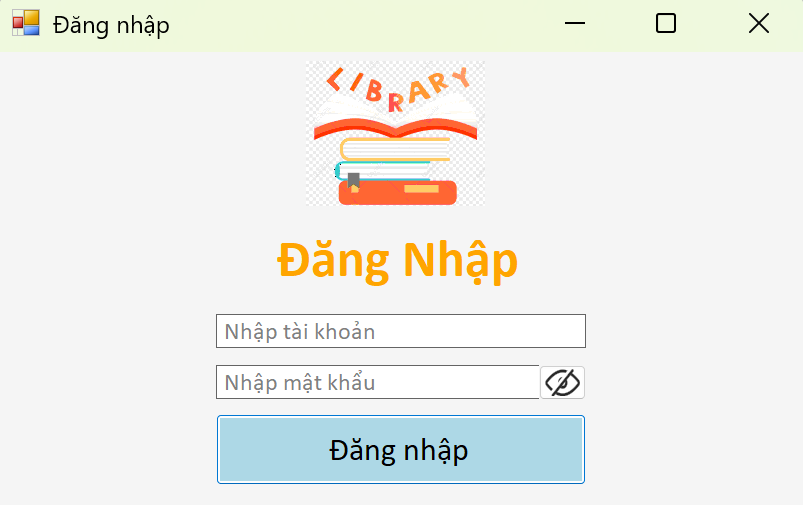 Đăng nhập
LIBRARY
Đăng Nhập
Nhập tài khoản
Nhập mật khẩu
Đăng nhập